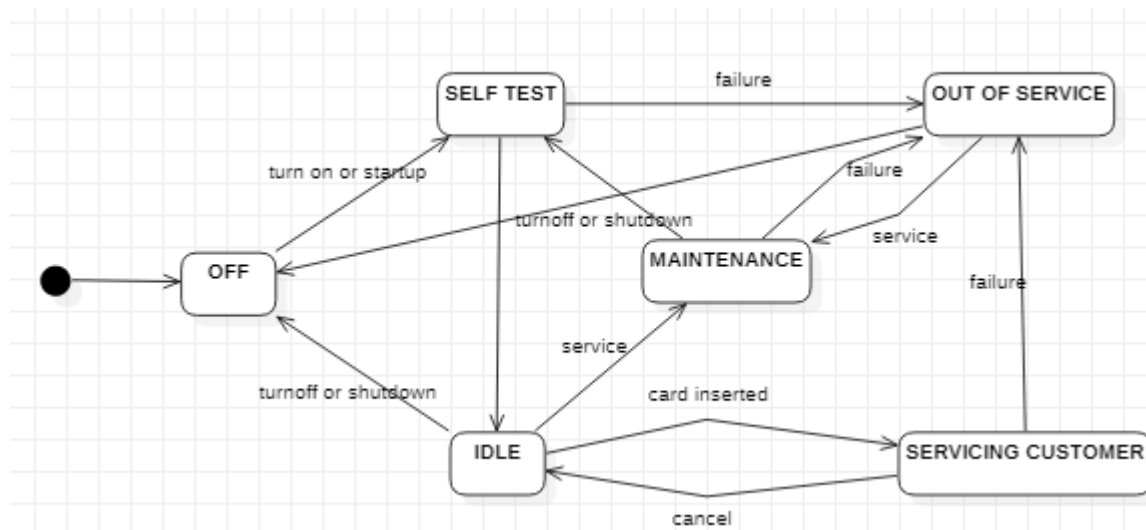 failure
SELF TEST
OUT OF SERVICE
turn on or startup
failure
turnoff or shutdown
service
OFF
MAINTENANCE
failure
service
turnoff or shutdown
card inserted
IDLE
SERVICING CUSTOMER
cancel